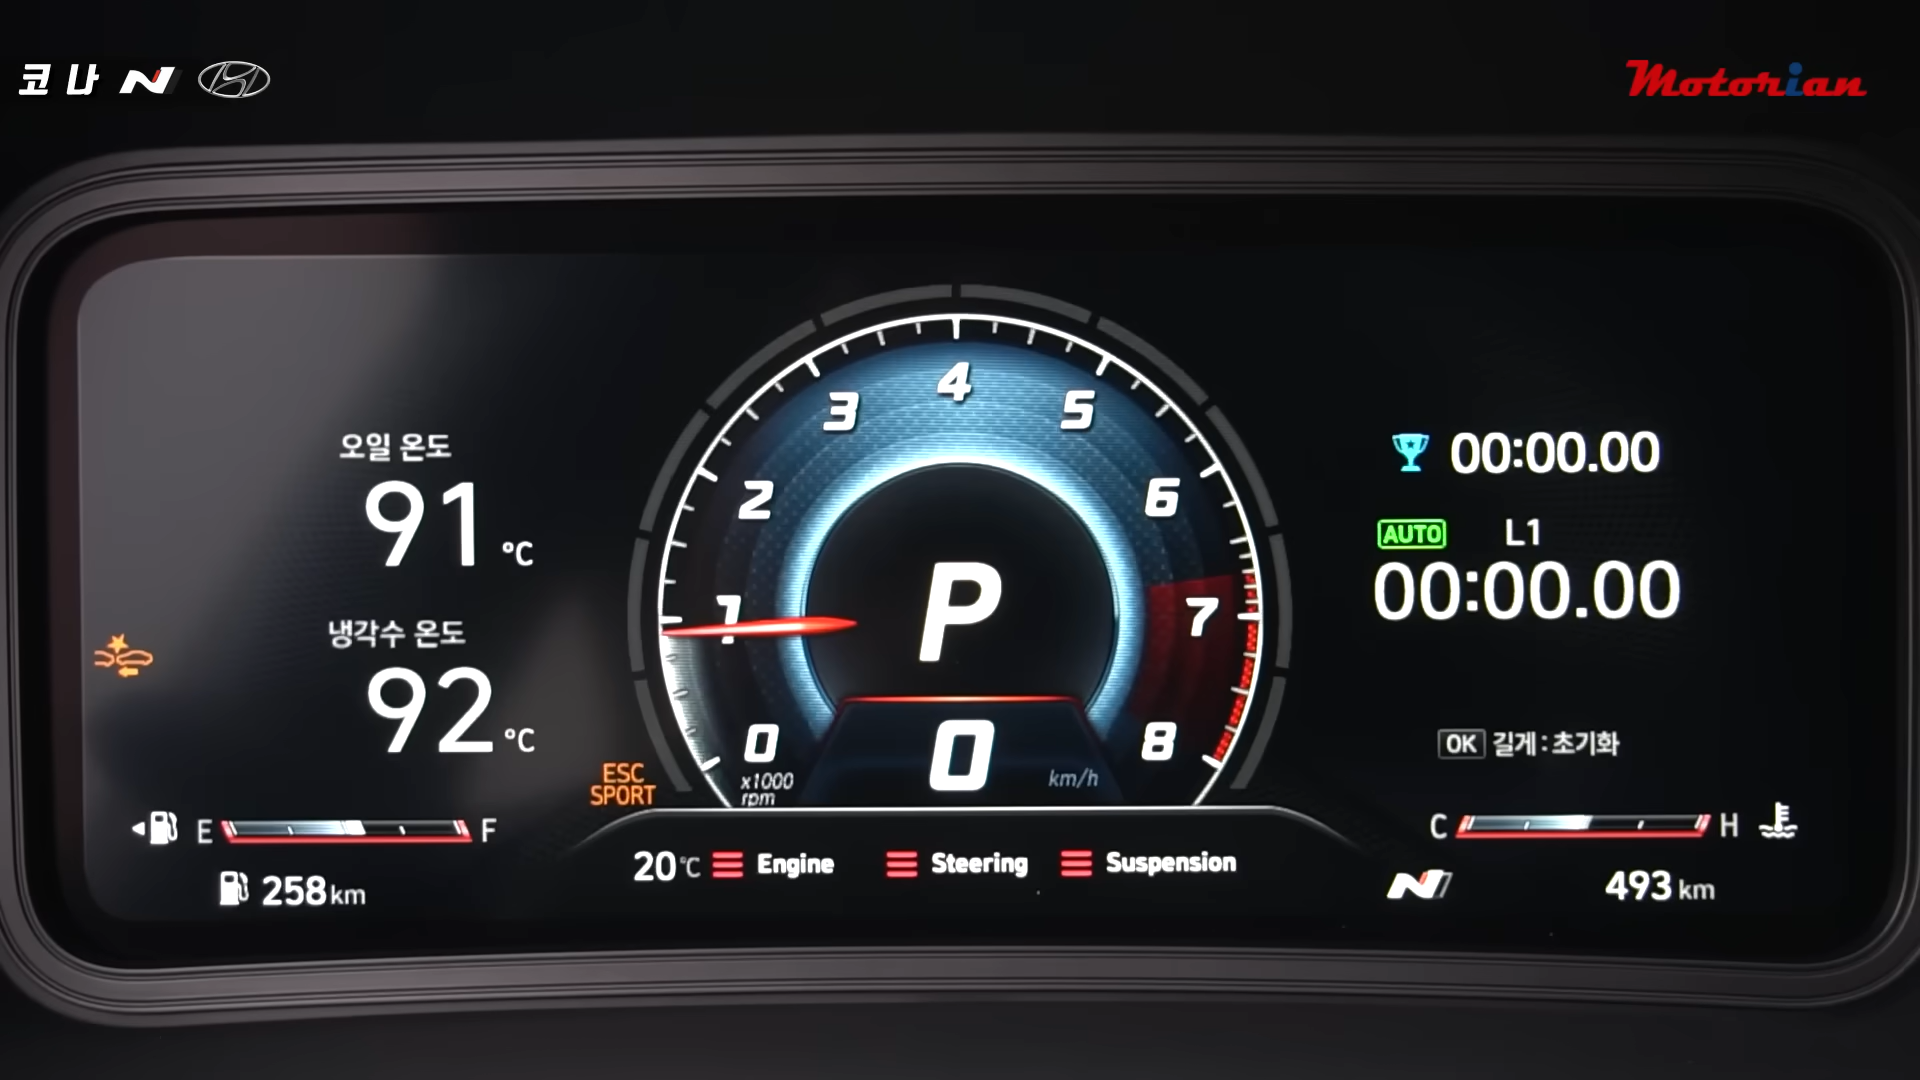 코나 N
Motorian
오일 온도
91 °C
냉각수 온도
92 °C
ESC
SPORT
E F
258 km
0 1 2 3 4 5 6 7 8
x1000
rpm
P
0 km/h
20°C Engine Steering Suspension
00:00.00
AUTO L1
00:00.00
OK 길게 : 초기화
C H
N 493 km